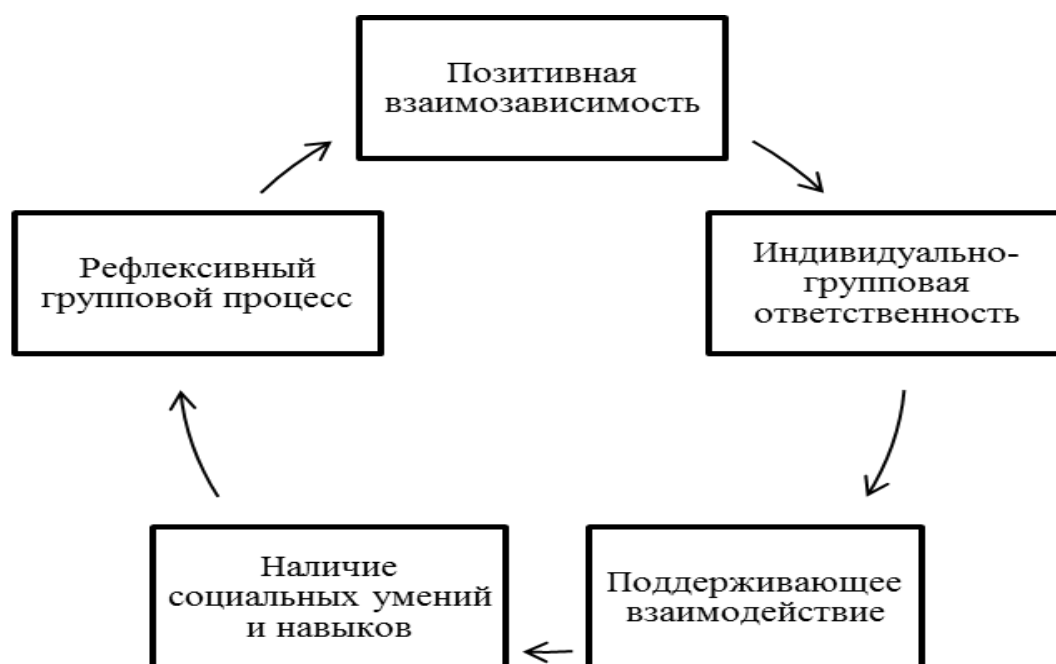 Позитивная
взаимозависимость
Индивидуально-
групповая
ответственность
Поддерживающее
взаимодействие
Наличие
социальных умений
и навыков
Рефлексивный
групповой процесс